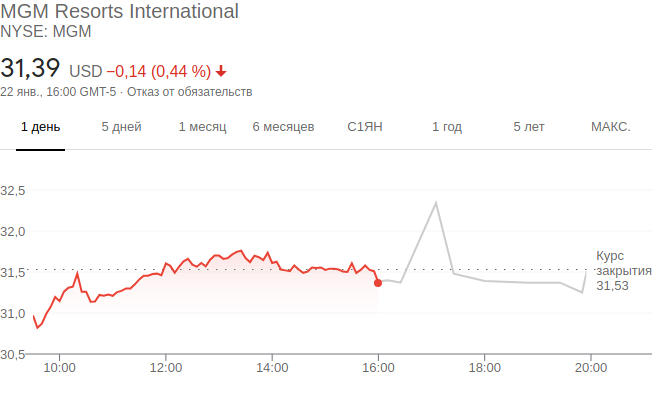 MGM Resorts International
NYSE: MGM
31,39 USD −0,14 (0,44 %)
22 янв., 16:00 GMT-5 · Отказ от обязательств
1 день 5 дней 1 месяц 6 месяцев С1ЯН 1 год 5 лет МАКС.
32,5
32,0
Курс
31,5 закрытия
31,53
31,0
30,5
10:00 12:00 14:00 16:00 18:00 20:00